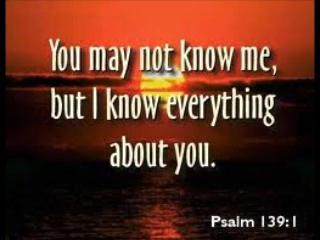 You may not know me,
but I know everything
about you.
Psalm 139:1